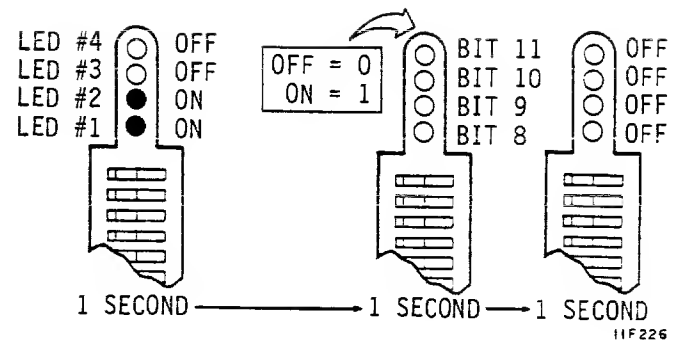 LED #4 OFF
LED #3 OFF
LED #2 ON
LED #1 ON
OFF = 0
ON = 1
BIT 11
BIT 10
BIT 9
BIT 8
OFF
OFF
OFF
OFF
1 SECOND
1 SECOND
1 SECOND
11F226